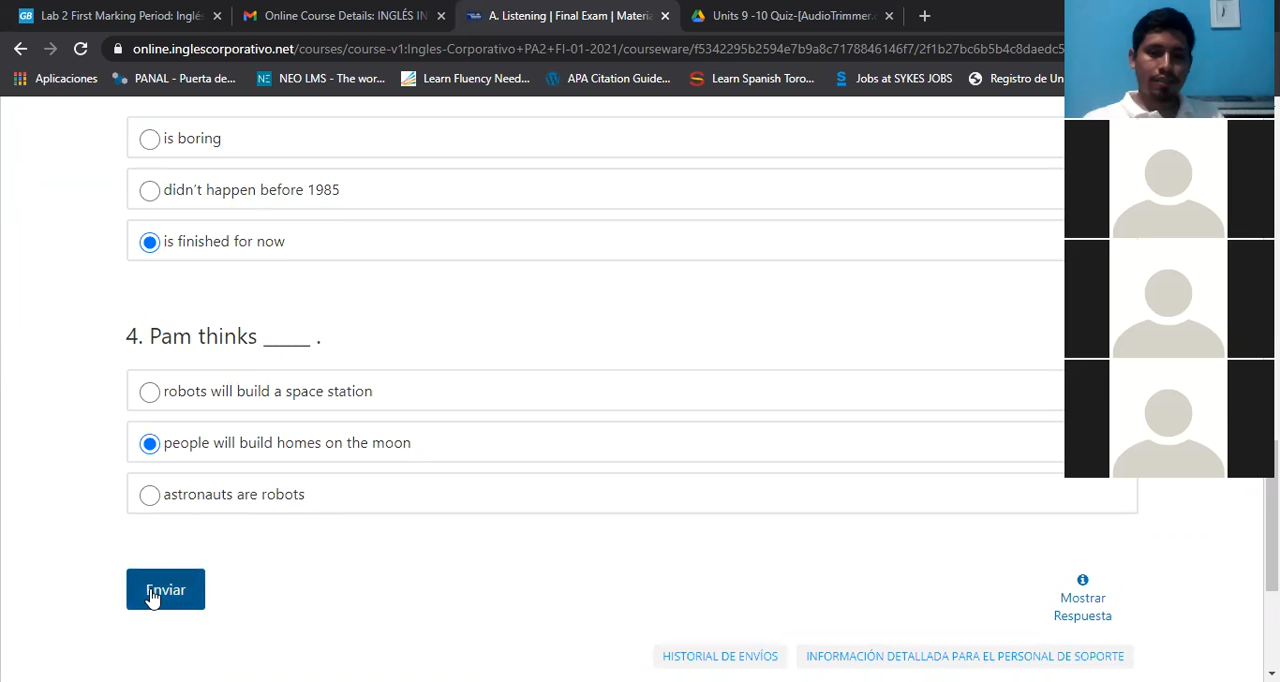 Lab 2 First Marking Period: Inglé
Online Course Details: INGLÉS IN
A. Listening | Final Exam | Materia
Units 9 -10 Quiz-[AudioTrimmer.c
online.inglescorporativo.net/courses/course-v1:Ingles-Corporativo+PA2+FI-01-2021/courseware/f5342295b2594e7b9a8c7178846146f7/2f1b27bc6b5b4c8daedc5
Aplicaciones
PANAL - Puerta de...
NEO LMS - The wor...
Learn Fluency Need...
APA Citation Guide...
Learn Spanish Toro...
Jobs at SYKES JOBS
Registro de Un
is boring
didn't happen before 1985
is finished for now
4. Pam thinks _____ .
robots will build a space station
people will build homes on the moon
astronauts are robots
Enviar
Mostrar
Respuesta
HISTORIAL DE ENVÍOS
INFORMACIÓN DETALLADA PARA EL PERSONAL DE SOPORTE